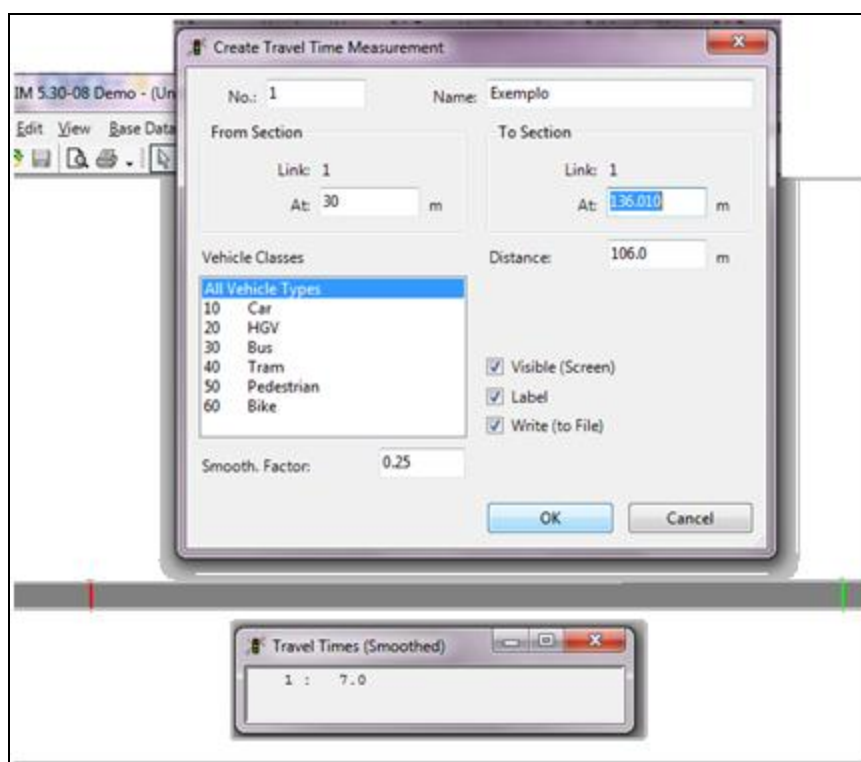 Create Travel Time Measurement
IM 5.30-08 Demo - (Un
Edit View Base Data
No.: 1 Name: Exemplo
From Section To Section
Link: 1 Link: 1
At: 30 m At: 136.010 m
Vehicle Classes Distance: 106.0 m
All Vehicle Types
10 Car
20 HGV
30 Bus
40 Tram
50 Pedestrian
60 Bike
Visible (Screen)
Label
Write (to File)
Smooth. Factor: 0.25
OK Cancel
Travel Times (Smoothed)
1 : 7.0